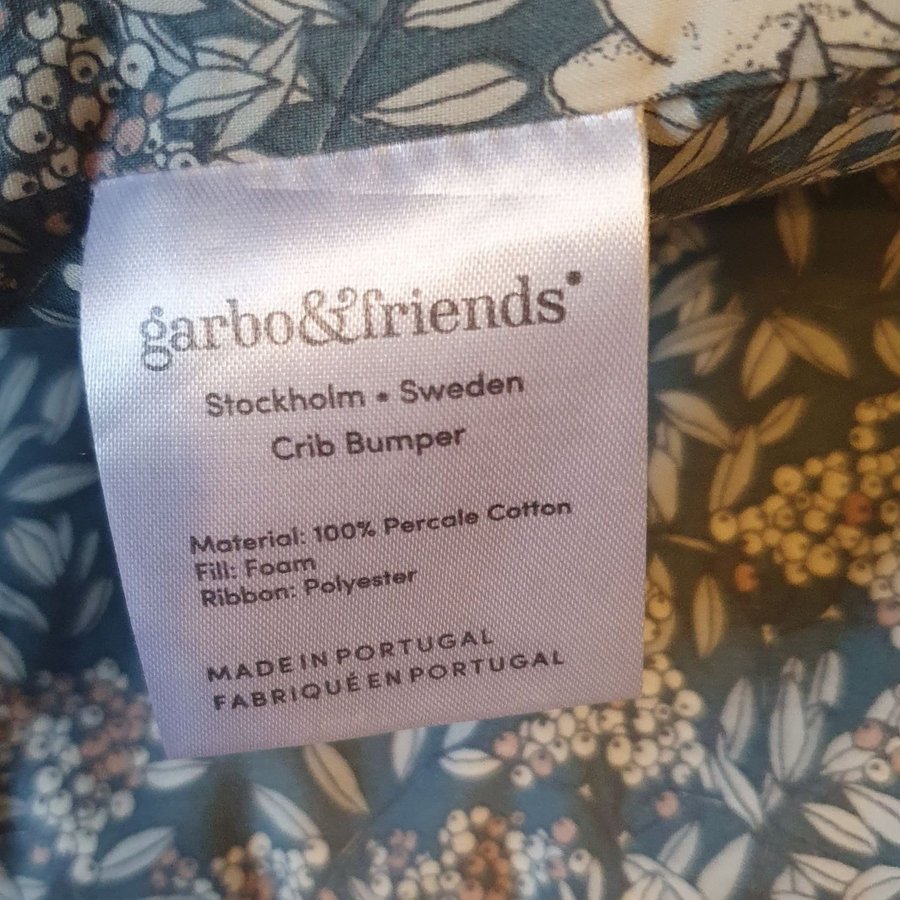 garbo&friends
Stockholm • Sweden
Crib Bumper
Material: 100% Percale Cotton
Fill: Foam
Ribbon: Polyester
MADE IN PORTUGAL
FABRIQUÉ EN PORTUGAL